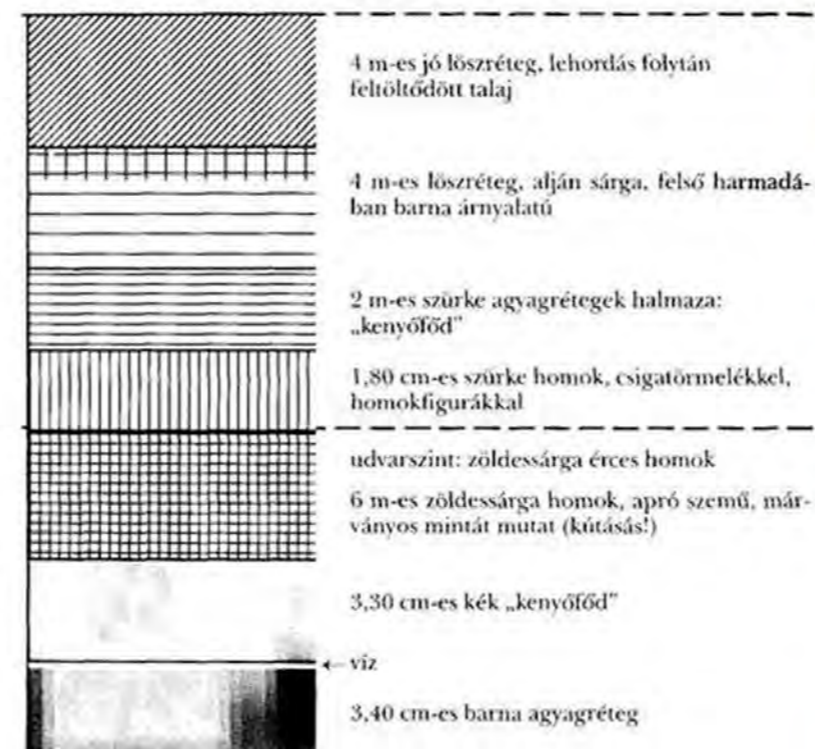 4 m-es jó löszréteg, lehordás folytán
feltöltődött talaj
4 m-es löszréteg, alján sárga, felső harmadá-
ban barna árnyalatú
2 m-es szürke agyagrétegek halmaza:
„kenyőföd”
1,80 cm-es szürke homok, csigatörmelékkel,
homokfigurákkal
udvarszint: zöldessárga érces homok
6 m-es zöldessárga homok, apró szemű, már-
ványos mintát mutat (kútásás!)
3,30 cm-es kék „kenyőföd”
← víz
3,40 cm-es barna agyagréteg